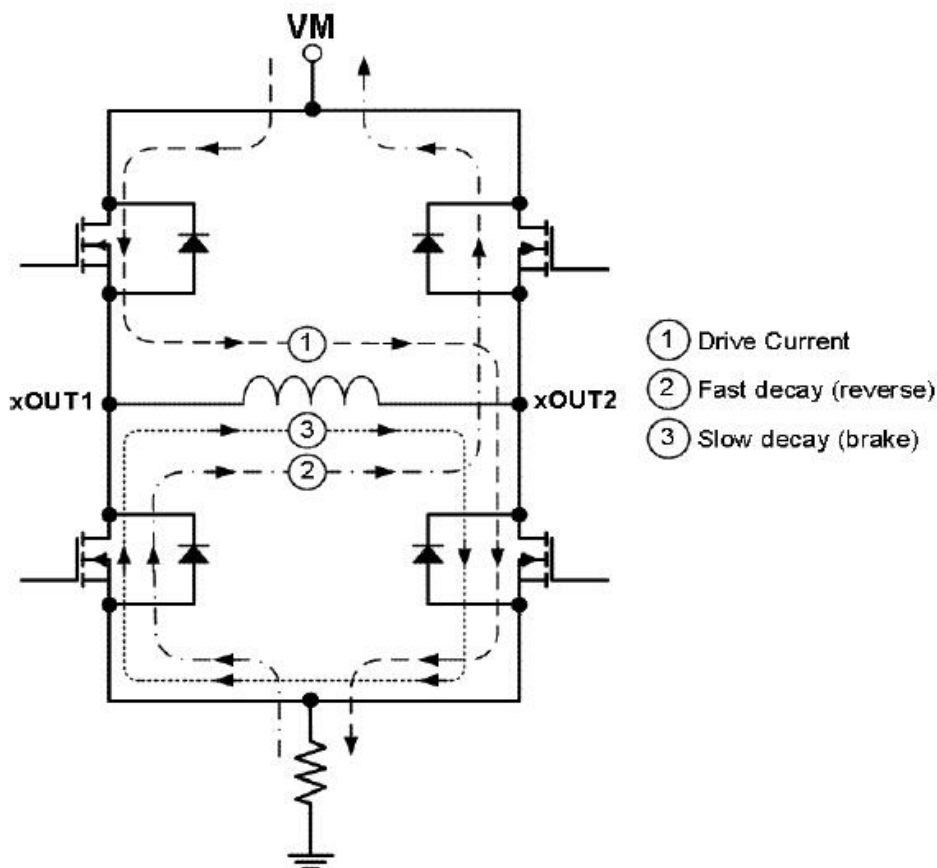 VM
1
1 Drive Current
2 Fast decay (reverse)
xOUT1
xOUT2
3
3 Slow decay (brake)
2